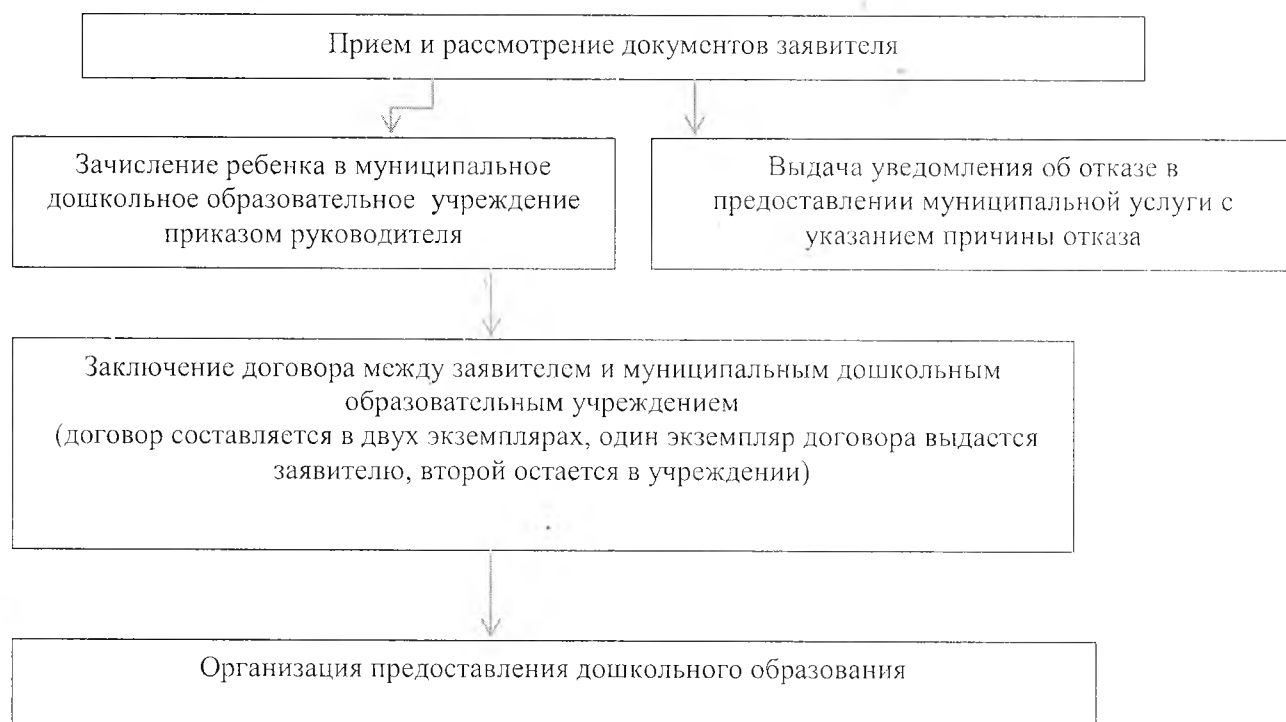 Прием и рассмотрение документов заявителя
Зачисление ребенка в муниципальное
дошкольное образовательное учреждение
приказом руководителя
Выдача уведомления об отказе в
предоставлении муниципальной услуги с
указанием причины отказа
Заключение договора между заявителем и муниципальным дошкольным
образовательным учреждением
(договор составляется в двух экземплярах, один экземпляр договора выдается
заявителю, второй остается в учреждении)
Организация предоставления дошкольного образования